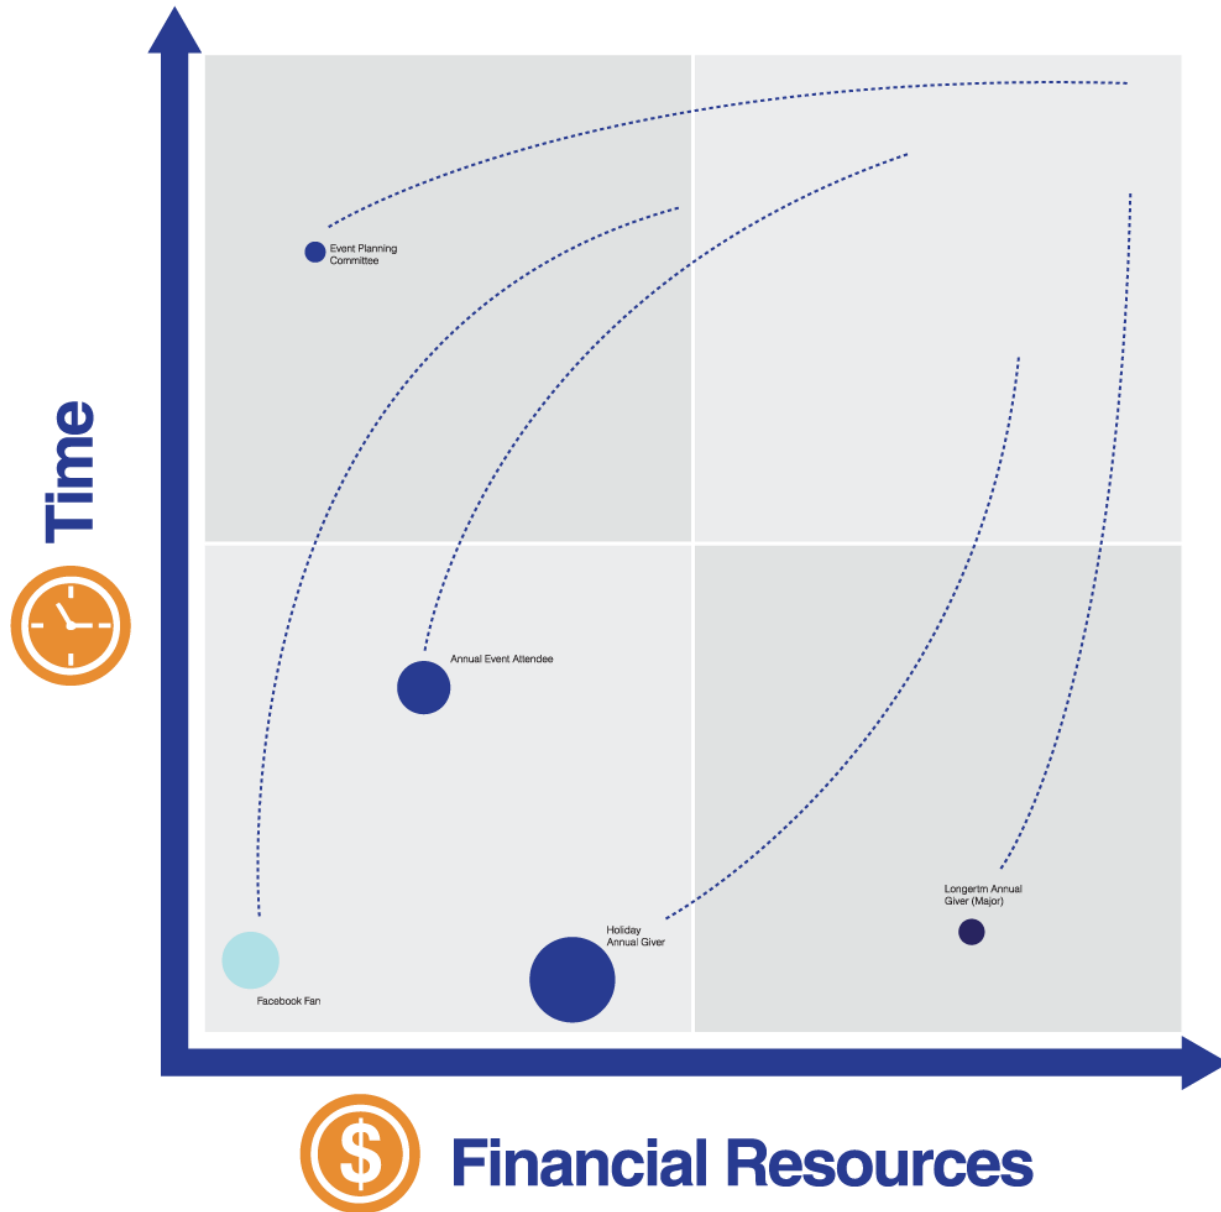 Event Planning
Committee
Time
Annual Event Attendee
Longertm Annual
Giver (Major)
Holiday
Annual Giver
Facebook Fan
$
Financial Resources